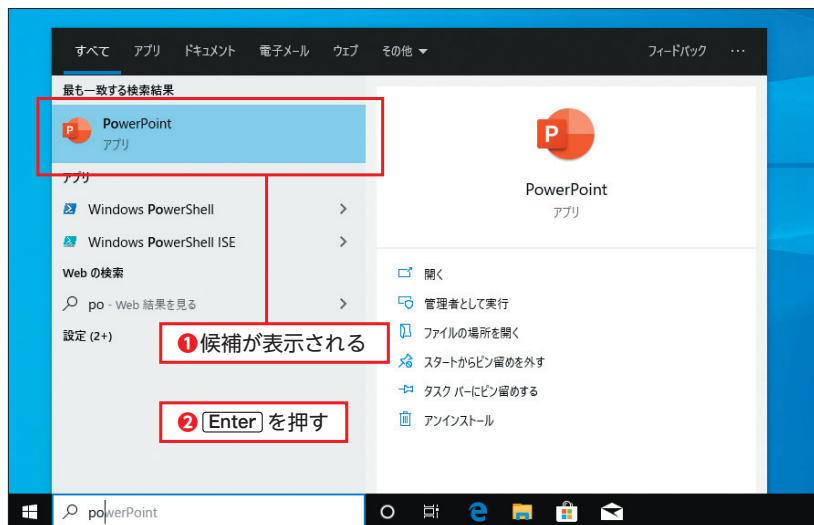 すべて アプリ ドキュメント 電子メール ウェブ その他 フィードバック ...
最も一致する検索結果
PowerPoint
アプリ
アプリ
Windows PowerShell
Windows PowerShell ISE
Web の検索
po - Web 結果を見る
設定 (2+)
❶候補が表示される
❷Enterを押す
PowerPoint
アプリ
開く
管理者として実行
ファイルの場所を開く
スタートからピン留めを外す
タスク バーにピン留めする
アンインストール
powerPoint